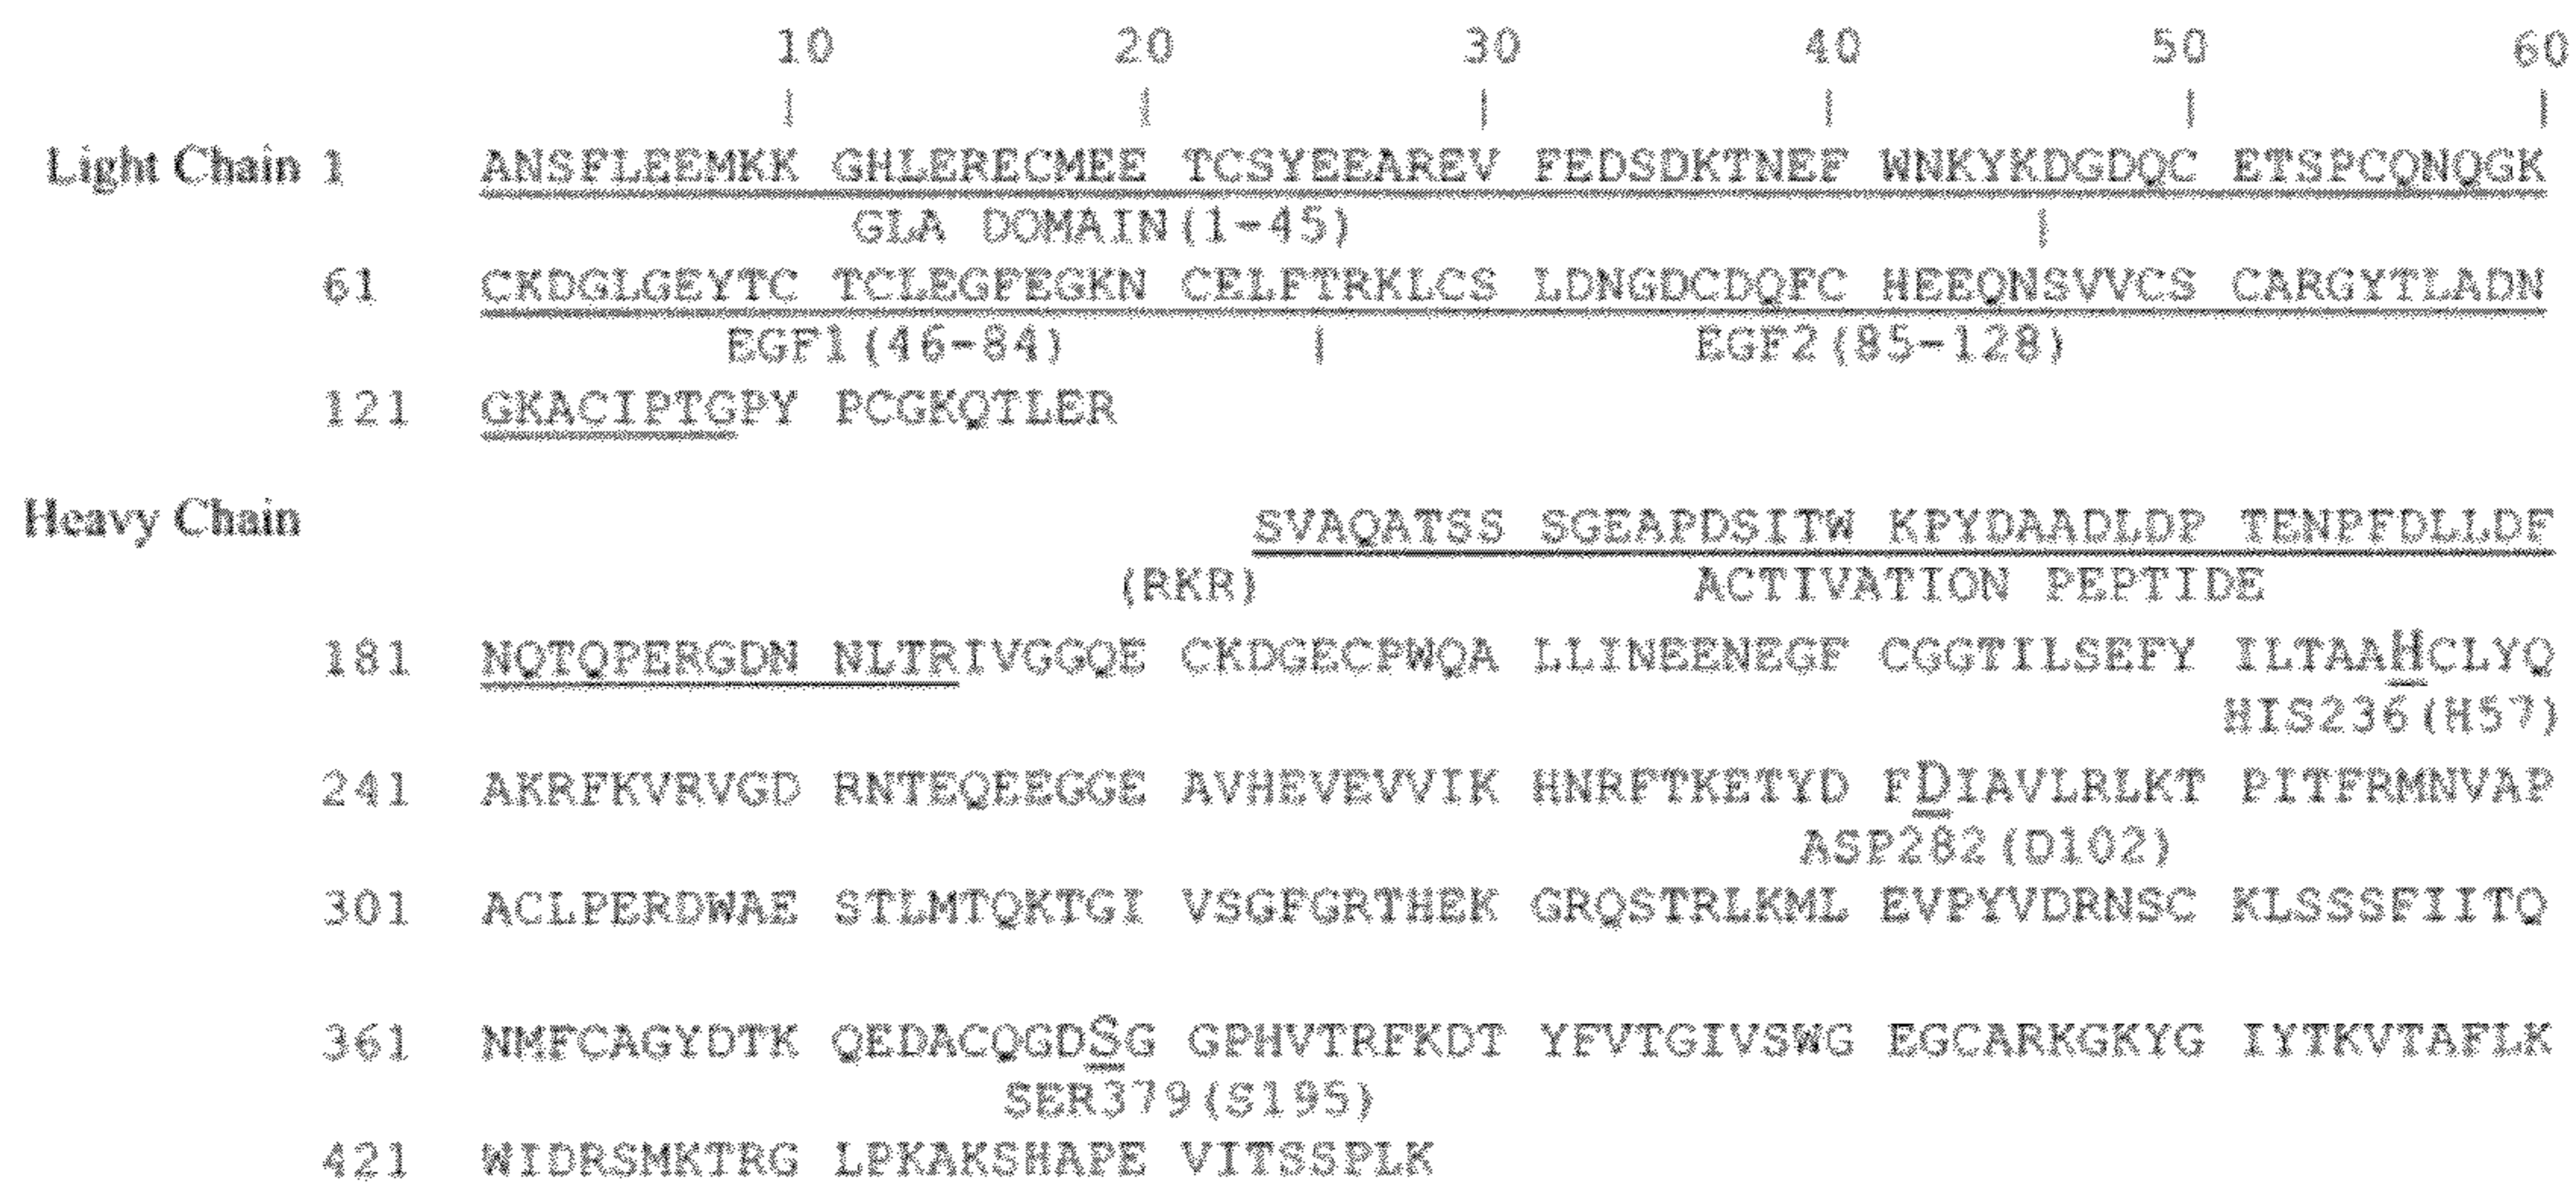 10 20 30 40 50 60
| | | | | |
Light Chain 1 ANSFLEEMKK GHLERECMEE TCSYEEAREV FEDSDKTNEF WNKYKDGDQC ETSPCQNQGK
GLA DOMAIN(1-45) |
61 CKDGLGEYTC TCLEGFEGKN CELFTRKLCS LDNGDCDQFC HEEQNSVVCS CARGYTLADN
EGF1(46-84) | EGF2(85-128)
121 GKACIPTGPY PCGKQTLER
Heavy Chain SVAQATSS SGEAPDSITW KPYDAADLDP TENPFDLLDF
(RKR) ACTIVATION PEPTIDE
181 NQTQPERGDN NLTRIVGGQE CKDGECPWQA LLINEENEGF CGGTILSEFY ILTAAHCLYQ
HIS236(H57)
241 AKRFKVRVGD RNTEQEEGGE AVHEVEVVIK HNRFTKETYD FDIAVLRLKT PITFRMNVAP
ASP282(D102)
301 ACLPERDWAE STLMTQKTGI VSGFGRTHEK GRQSTRLKML EVPYVDRNSC KLSSSFIITQ
361 NMFCAGYDTK QEDACQGDSG GPHVTRFKDT YFVTGIVSWG EGCARKGKYG IYTKVTAFLK
SER379(S195)
421 WIDRSMKTRG LPKAKSHAPE VITSSPLK